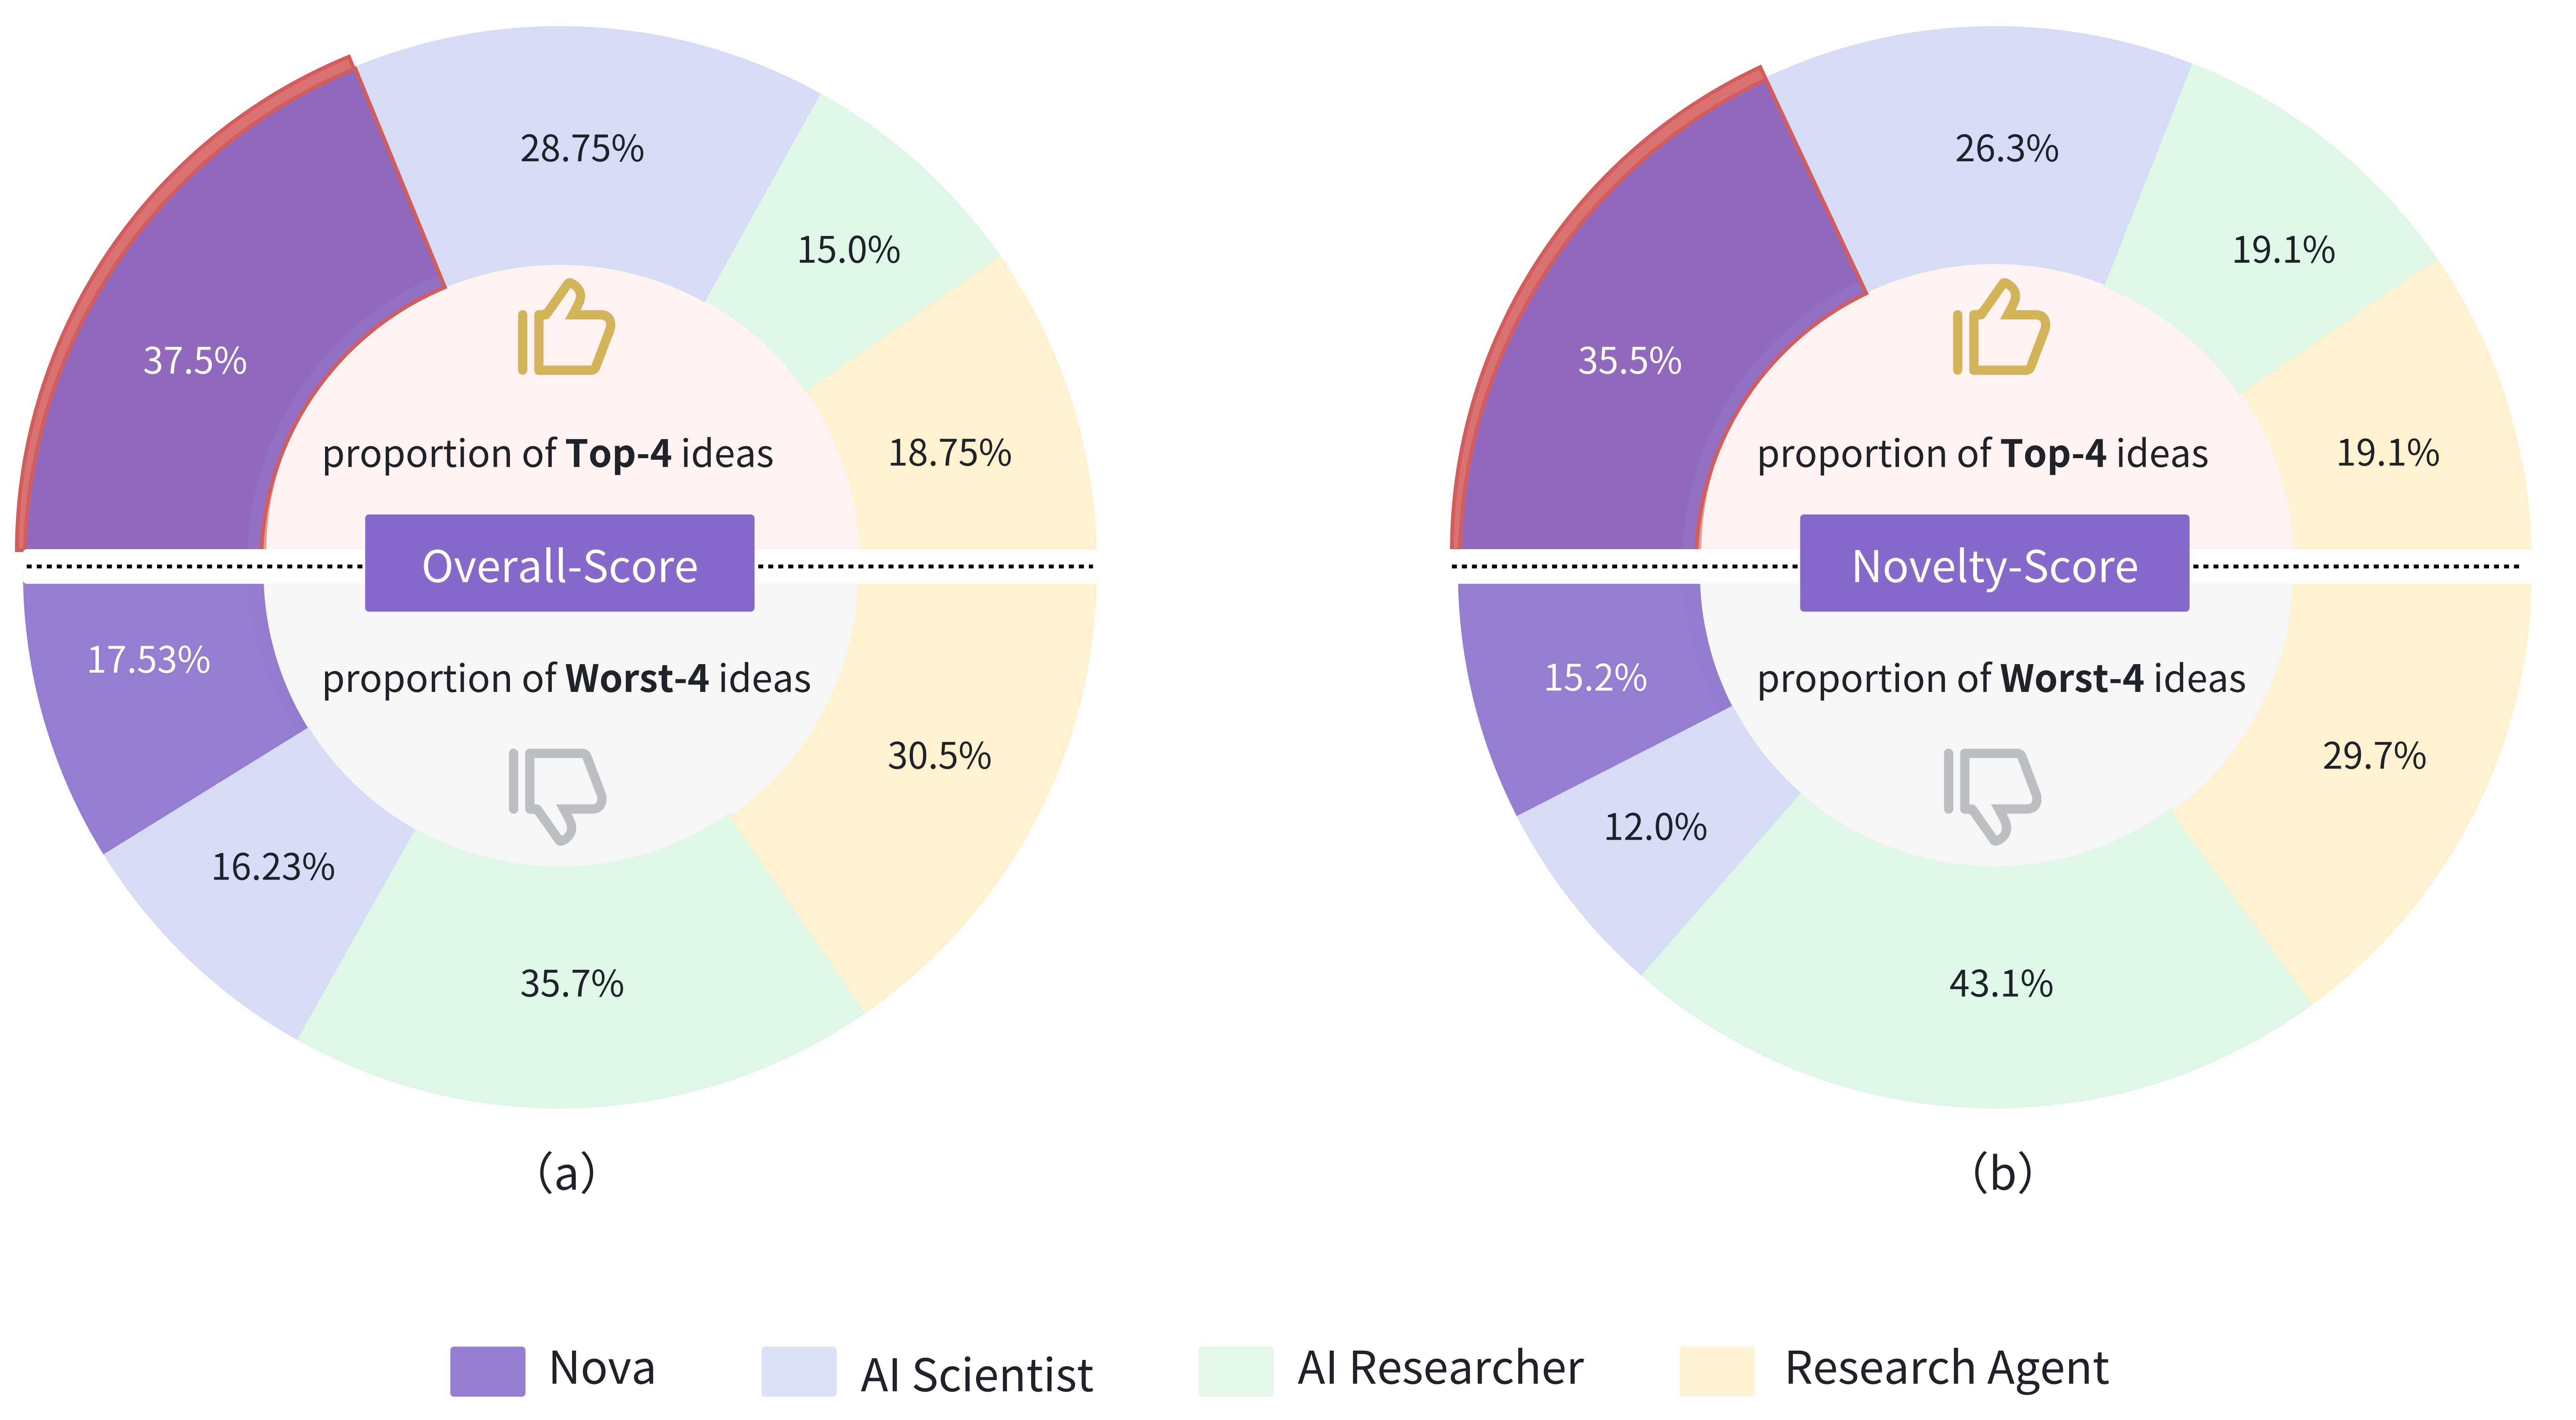 28.75%
15.0%
37.5%
18.75%
proportion of Top-4 ideas
Overall-Score
17.53%
proportion of Worst-4 ideas
30.5%
16.23%
35.7%
(a)
26.3%
19.1%
35.5%
19.1%
proportion of Top-4 ideas
Novelty-Score
15.2%
proportion of Worst-4 ideas
29.7%
12.0%
43.1%
(b)
Nova
AI Scientist
AI Researcher
Research Agent